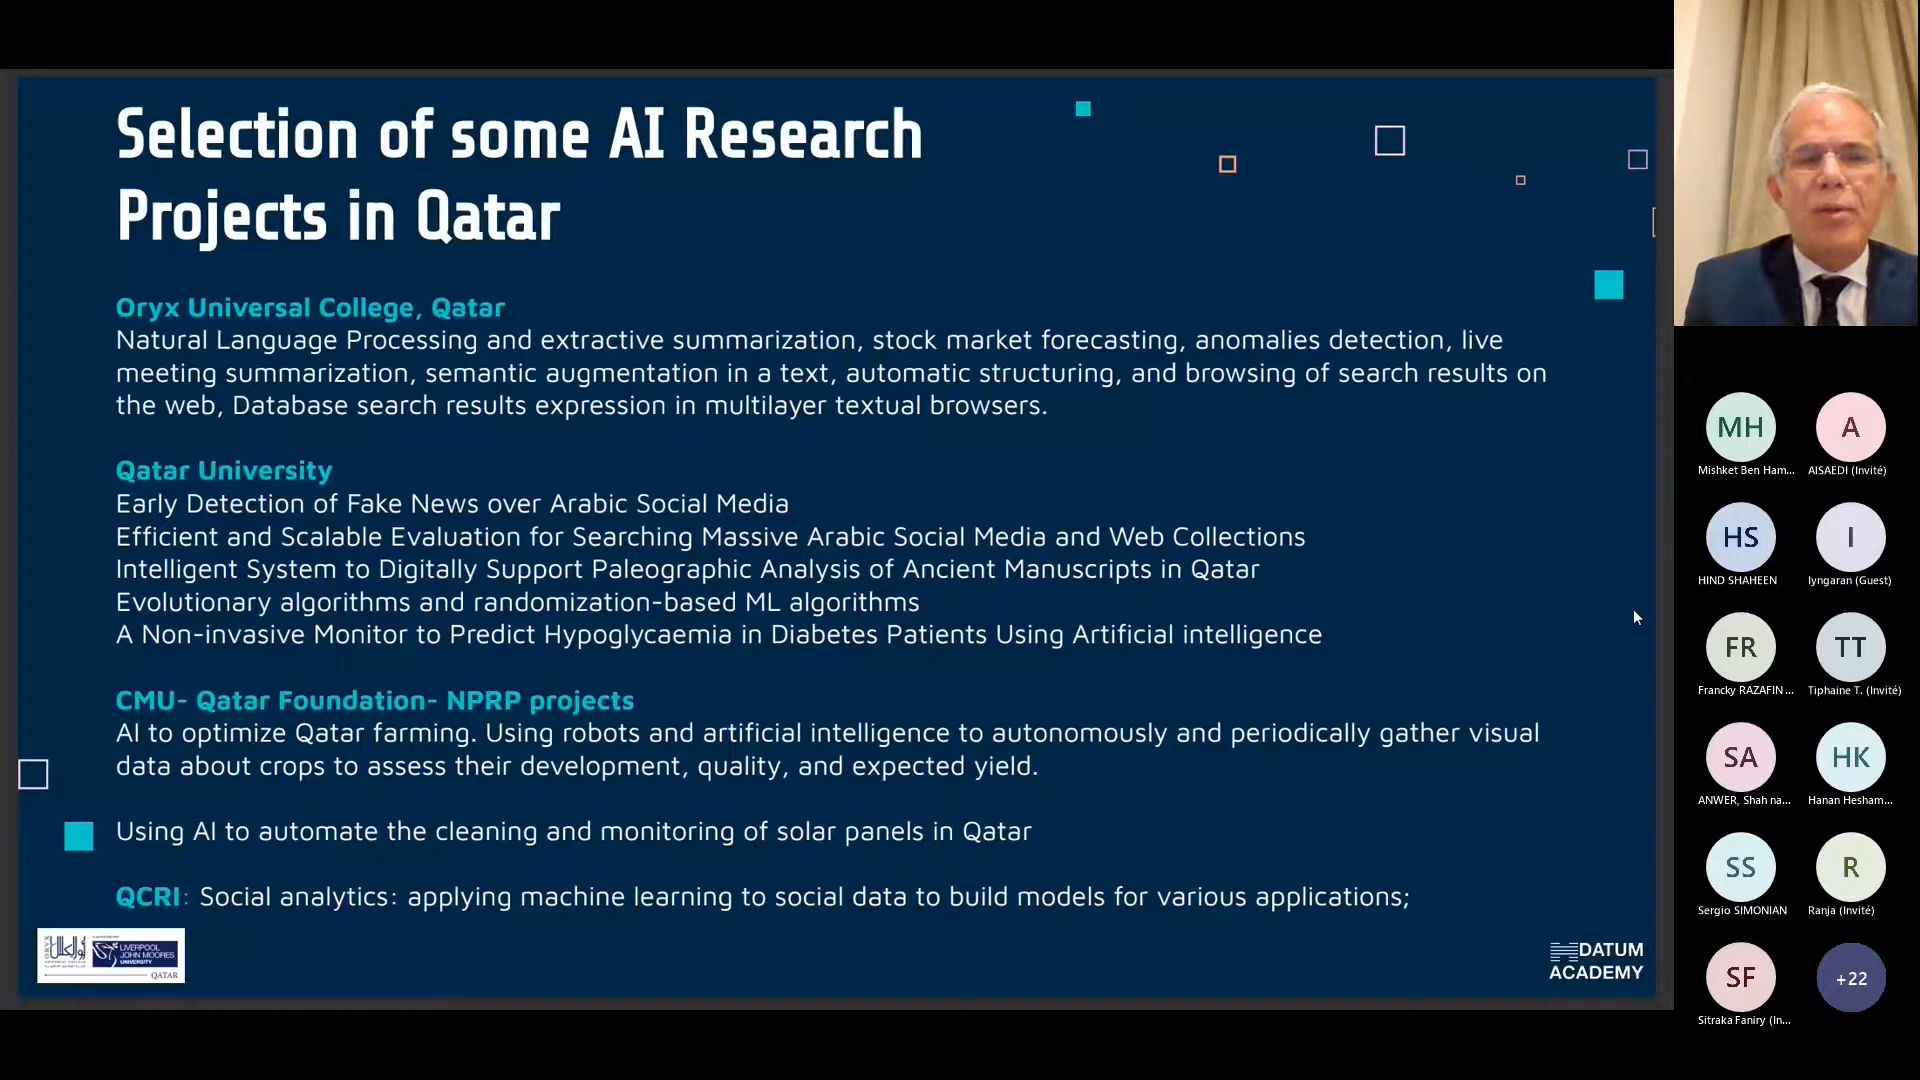 Selection of some AI Research
Projects in Qatar
Oryx Universal College, Qatar
Natural Language Processing and extractive summarization, stock market forecasting, anomalies detection, live
meeting summarization, semantic augmentation in a text, automatic structuring, and browsing of search results on
the web, Database search results expression in multilayer textual browsers.
Qatar University
Early Detection of Fake News over Arabic Social Media
Efficient and Scalable Evaluation for Searching Massive Arabic Social Media and Web Collections
Intelligent System to Digitally Support Paleographic Analysis of Ancient Manuscripts in Qatar
Evolutionary algorithms and randomization-based ML algorithms
A Non-invasive Monitor to Predict Hypoglycaemia in Diabetes Patients Using Artificial intelligence
CMU- Qatar Foundation- NPRP projects
AI to optimize Qatar farming. Using robots and artificial intelligence to autonomously and periodically gather visual
data about crops to assess their development, quality, and expected yield.
Using AI to automate the cleaning and monitoring of solar panels in Qatar
QCRI: Social analytics: applying machine learning to social data to build models for various applications;
LIVERPOOL
JOHN MOORES
UNIVERSITY
QATAR
DATUM
ACADEMY
MH
Mishket Ben Ham...
A
AISAEDI (Invité)
HS
HIND SHAHEEN
I
Iyngaran (Guest)
FR
Francky RAZAFIN...
TT
Tiphaine T. (Invité)
SA
ANWER, Shah na...
HK
Hanan Hesham...
SS
Sergio SIMONIAN
R
Ranja (Invité)
SF
Sitraka Faniry (In...
+22